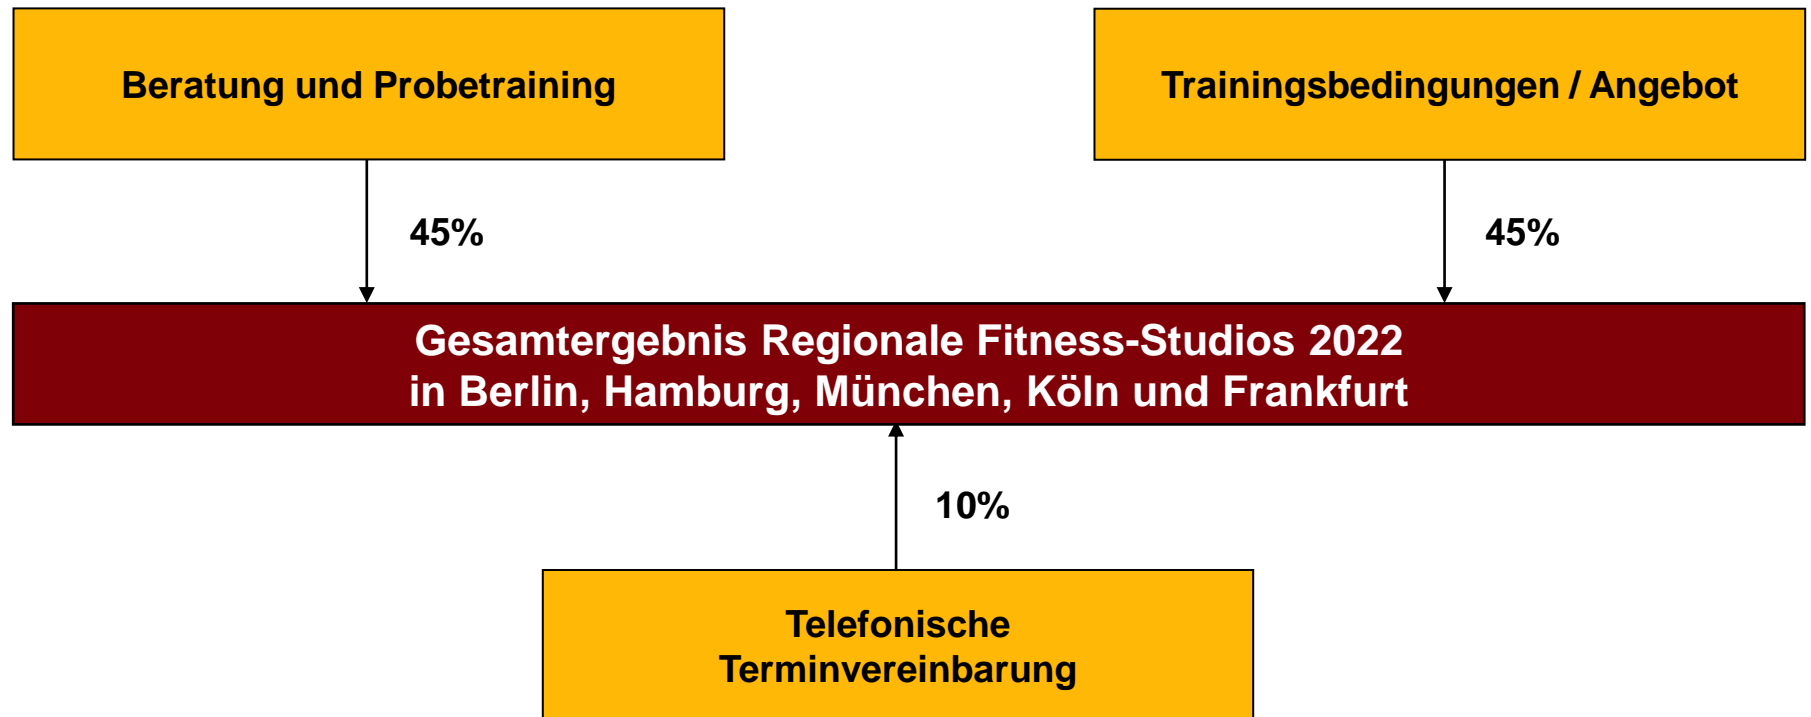 Beratung und Probetraining
Trainingsbedingungen / Angebot
45%
45%
Gesamtergebnis Regionale Fitness-Studios 2022
in Berlin, Hamburg, München, Köln und Frankfurt
10%
Telefonische
Terminvereinbarung